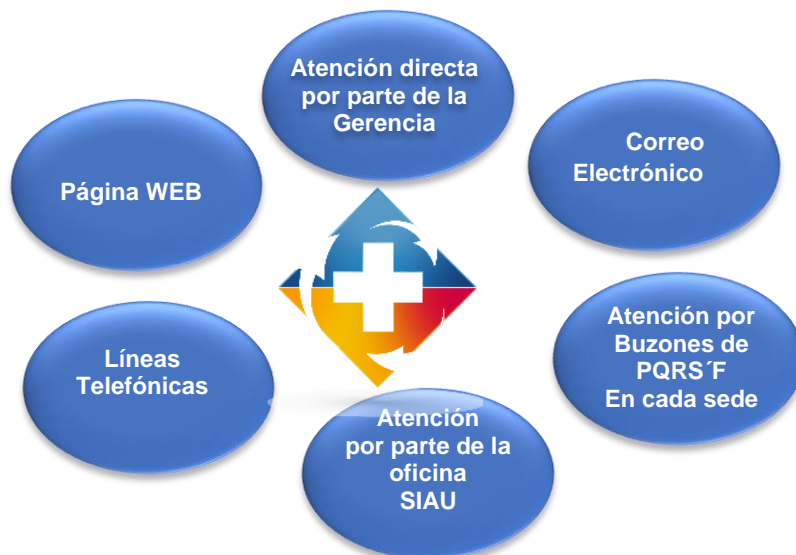 Atención directa
por parte de la
Gerencia
Correo
Electrónico
Página WEB
Atención por
Buzones de
PQRS´F
En cada sede
Líneas
Telefónicas
Atención
por parte de la
oficina
SIAU